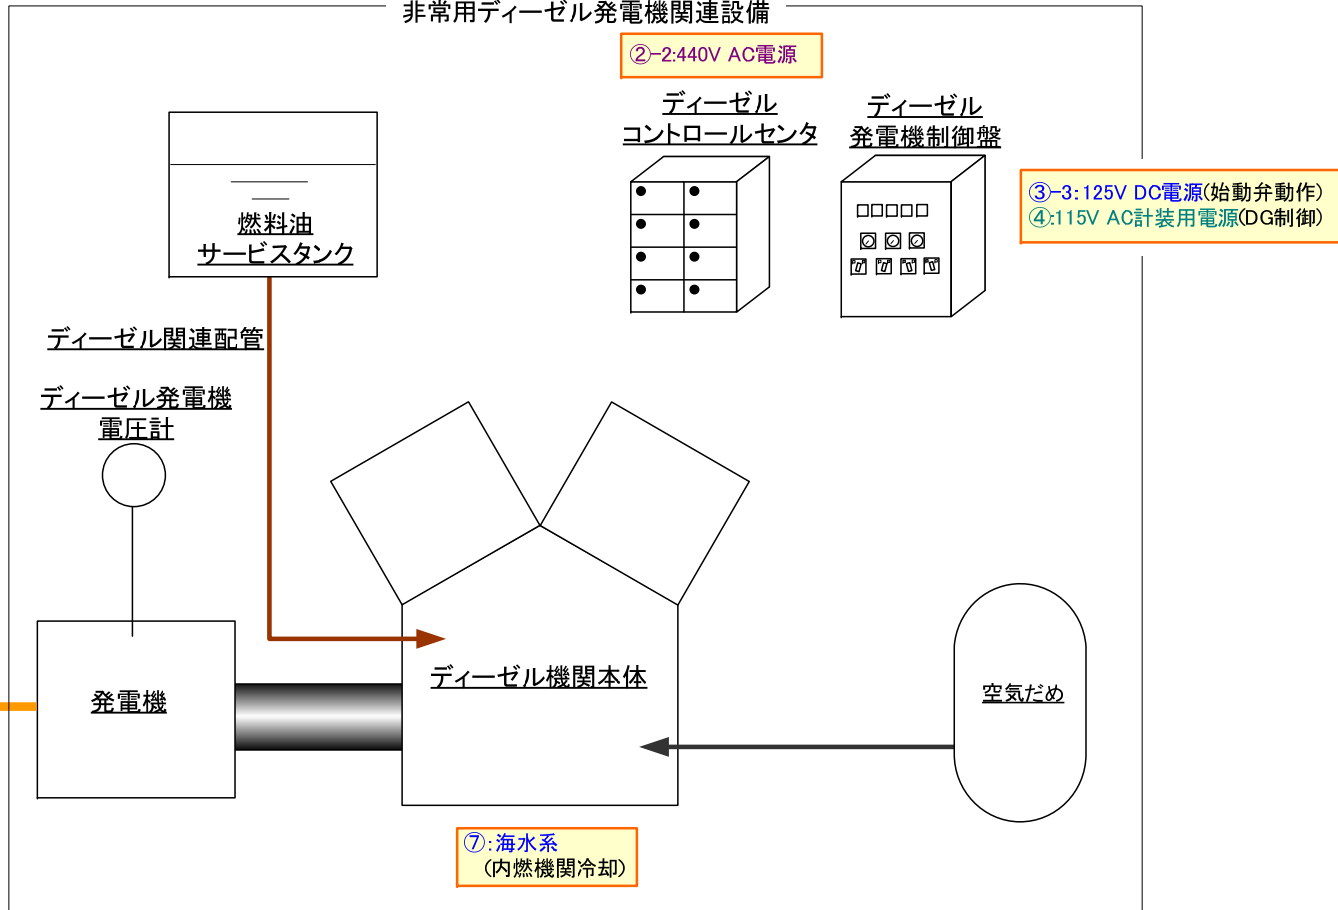 非常用ディーゼル発電機関連設備
②-2:440V AC電源
ディーゼル
コントロールセンタ
ディーゼル
発電機制御盤
③-3:125V DC電源(始動弁動作)
④:115V AC計装用電源(DG制御)
燃料油
サービスタンク
ディーゼル関連配管
ディーゼル発電機
電圧計
発電機
ディーゼル機関本体
空気だめ
⑦:海水系
(内燃機関冷却)